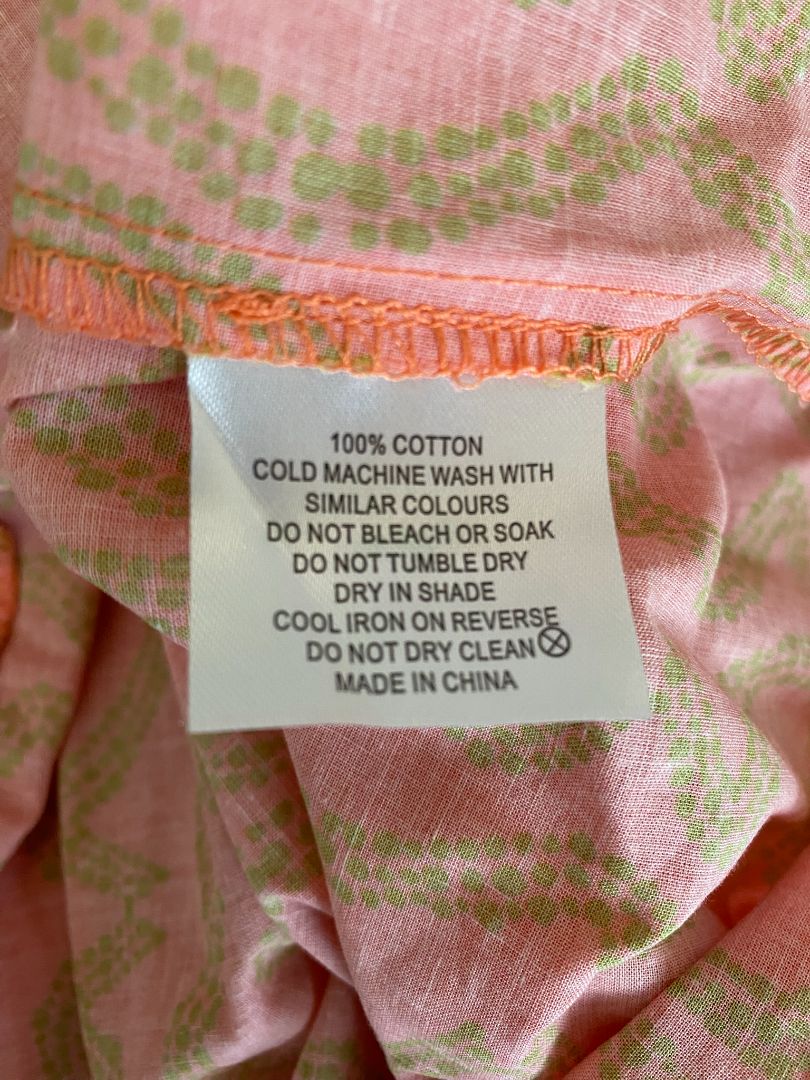 100% COTTON
COLD MACHINE WASH WITH
SIMILAR COLOURS
DO NOT BLEACH OR SOAK
DO NOT TUMBLE DRY
DRY IN SHADE
COOL IRON ON REVERSE
DO NOT DRY CLEAN
MADE IN CHINA